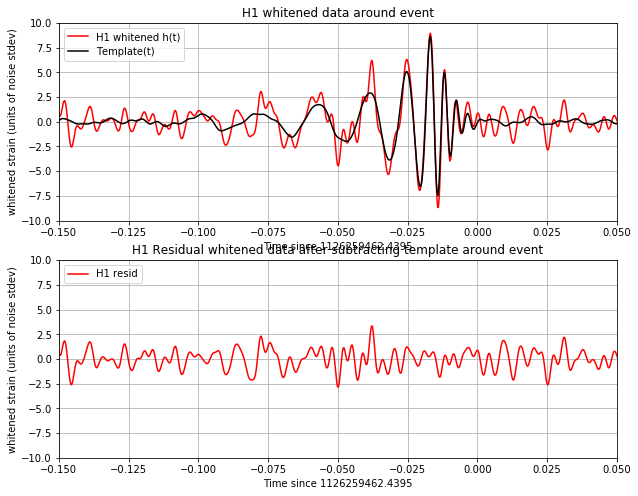 H1 whitened data around event
10.0
7.5
5.0
2.5
0.0
−2.5
−5.0
−7.5
−10.0
whitened strain (units of noise stdev)
H1 whitened h(t)
Template(t)
−0.150 −0.125 −0.100 −0.075 −0.050 −0.025 0.000 0.025 0.050
Time since 1126259462.4395
H1 Residual whitened data after subtracting template around event
10.0
7.5
5.0
2.5
0.0
−2.5
−5.0
−7.5
−10.0
whitened strain (units of noise stdev)
H1 resid
−0.150 −0.125 −0.100 −0.075 −0.050 −0.025 0.000 0.025 0.050
Time since 1126259462.4395